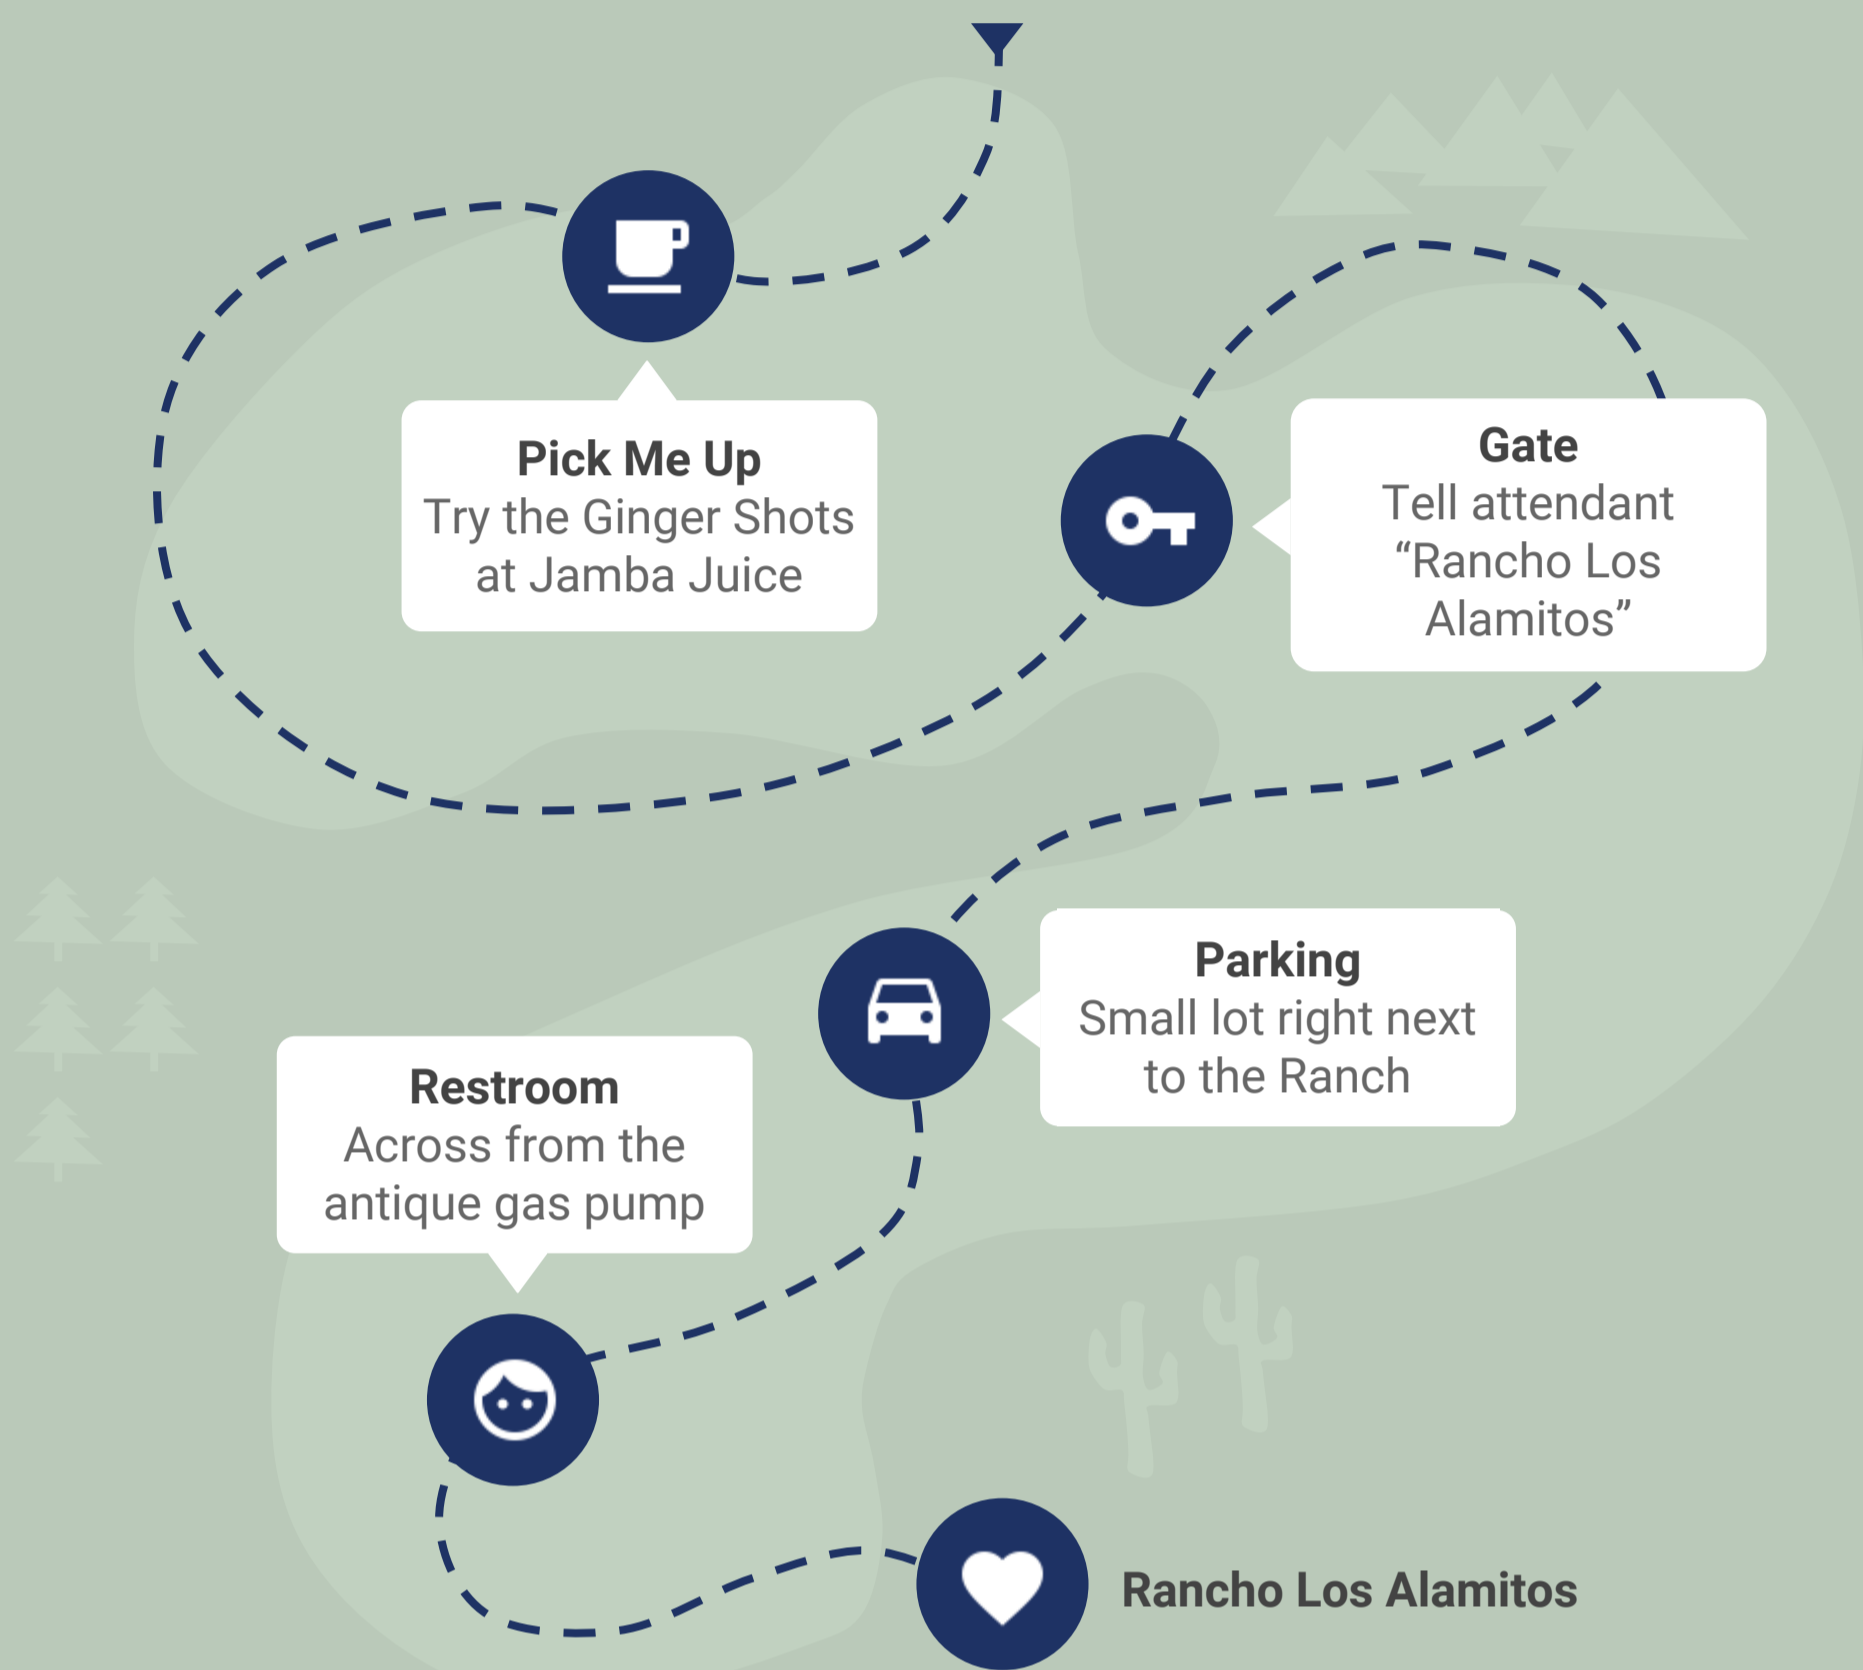 Pick Me Up
Try the Ginger Shots
at Jamba Juice
Gate
Tell attendant
“Rancho Los
Alamitos”
Parking
Small lot right next
to the Ranch
Restroom
Across from the
antique gas pump
Rancho Los Alamitos